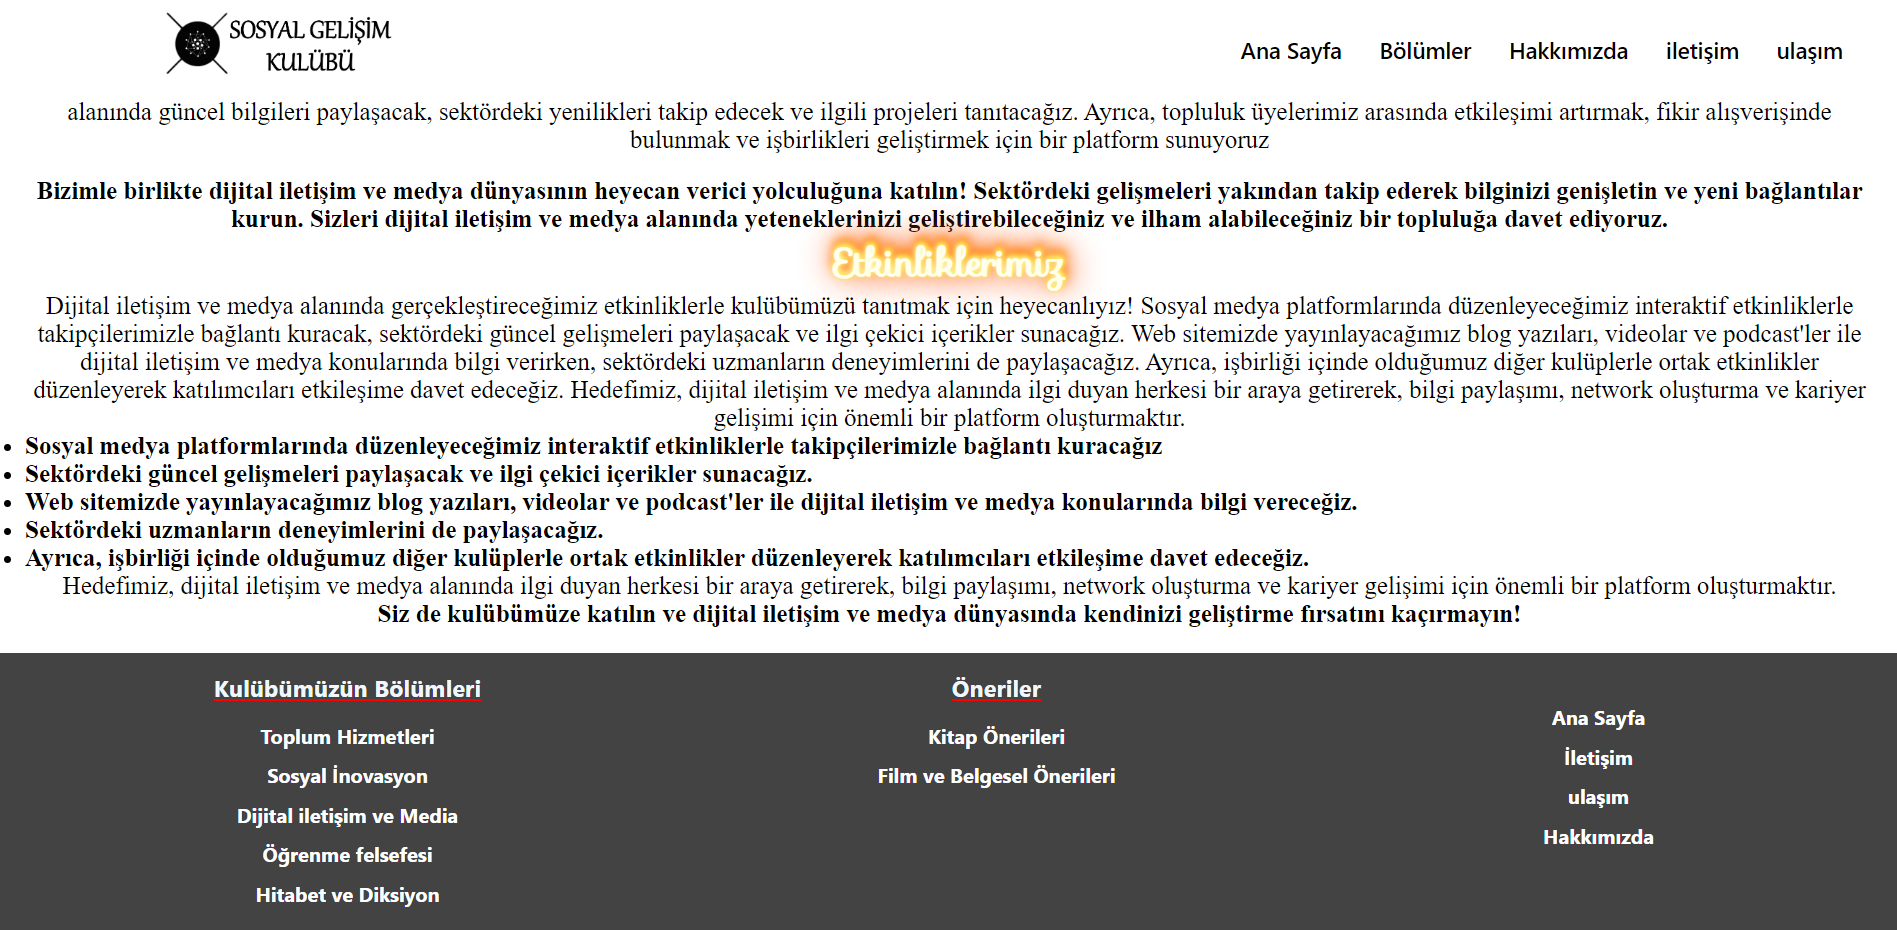 SOSYAL GELİŞİM
KULÜBÜ
Ana Sayfa Bölümler Hakkımızda iletişim ulaşım
alanında güncel bilgileri paylaşacak, sektördeki yenilikleri takip edecek ve ilgili projeleri tanıtacağız. Ayrıca, topluluk üyelerimiz arasında etkileşimi artırmak, fikir alışverişinde
bulunmak ve işbirlikleri geliştirmek için bir platform sunuyoruz
Bizimle birlikte dijital iletişim ve medya dünyasının heyecan verici yolculuğuna katılın! Sektördeki gelişmeleri yakından takip ederek bilginizi genişletin ve yeni bağlantılar
kurun. Sizleri dijital iletişim ve medya alanında yeteneklerinizi geliştirebileceğiniz ve ilham alabileceğiniz bir topluluğa davet ediyoruz.
Etkinliklerimiz
Dijital iletişim ve medya alanında gerçekleştireceğimiz etkinliklerle kulübümüzü tanıtmak için heyecanlıyız! Sosyal medya platformlarında düzenleyeceğimiz interaktif etkinliklerle
takipçilerimizle bağlantı kuracak, sektördeki güncel gelişmeleri paylaşacak ve ilgi çekici içerikler sunacağız. Web sitemizde yayınlayacağımız blog yazıları, videolar ve podcast'ler ile
dijital iletişim ve medya konularında bilgi verirken, sektördeki uzmanların deneyimlerini de paylaşacağız. Ayrıca, işbirliği içinde olduğumuz diğer kulüplerle ortak etkinlikler
düzenleyerek katılımcıları etkileşime davet edeceğiz. Hedefimiz, dijital iletişim ve medya alanında ilgi duyan herkesi bir araya getirerek, bilgi paylaşımı, network oluşturma ve kariyer
gelişimi için önemli bir platform oluşturmaktır.
• Sosyal medya platformlarında düzenleyeceğimiz interaktif etkinliklerle takipçilerimizle bağlantı kuracağız
• Sektördeki güncel gelişmeleri paylaşacak ve ilgi çekici içerikler sunacağız.
• Web sitemizde yayınlayacağımız blog yazıları, videolar ve podcast'ler ile dijital iletişim ve medya konularında bilgi vereceğiz.
• Sektördeki uzmanların deneyimlerini de paylaşacağız.
• Ayrıca, işbirliği içinde olduğumuz diğer kulüplerle ortak etkinlikler düzenleyerek katılımcıları etkileşime davet edeceğiz.
Hedefimiz, dijital iletişim ve medya alanında ilgi duyan herkesi bir araya getirerek, bilgi paylaşımı, network oluşturma ve kariyer gelişimi için önemli bir platform oluşturmaktır.
Siz de kulübümüze katılın ve dijital iletişim ve medya dünyasında kendinizi geliştirme fırsatını kaçırmayın!
Kulübümüzün Bölümleri
Toplum Hizmetleri
Sosyal İnovasyon
Dijital iletişim ve Media
Öğrenme felsefesi
Hitabet ve Diksiyon
Öneriler
Kitap Önerileri
Film ve Belgesel Önerileri
Ana Sayfa
İletişim
ulaşım
Hakkımızda